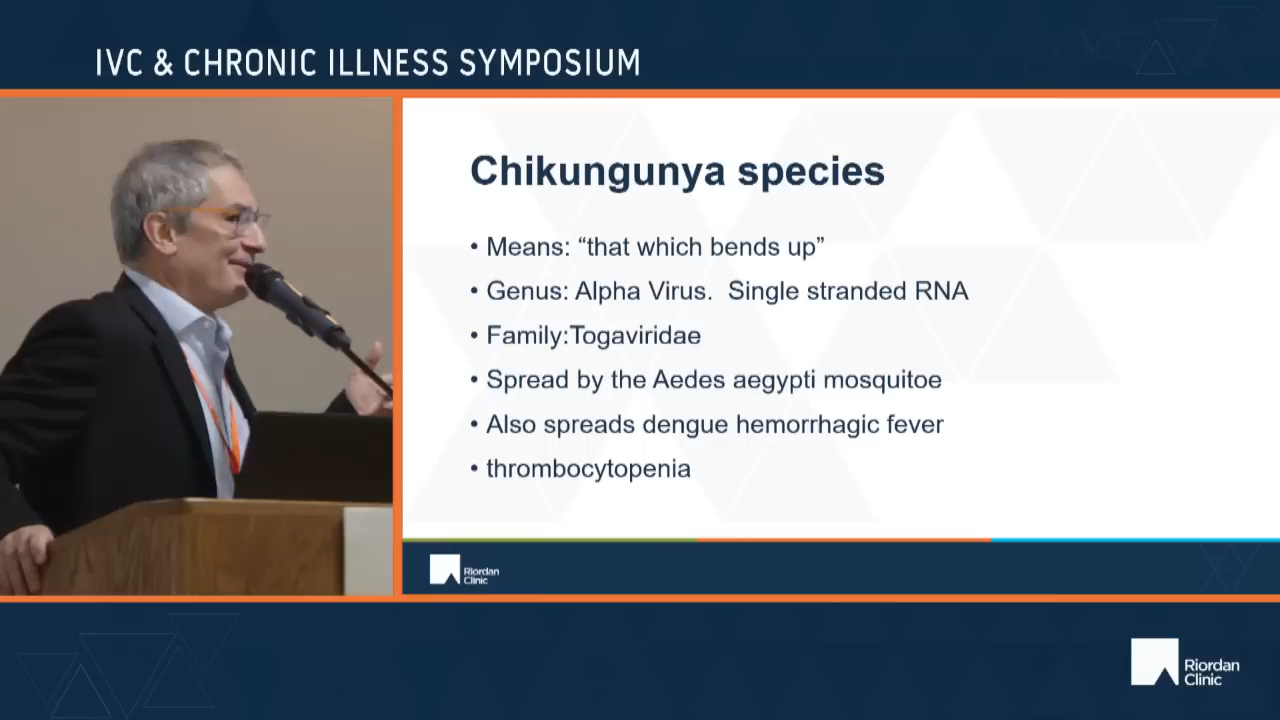 IVC & CHRONIC ILLNESS SYMPOSIUM
Chikungunya species
• Means: “that which bends up”
• Genus: Alpha Virus.  Single stranded RNA
• Family:Togaviridae
• Spread by the Aedes aegypti mosquitoe
• Also spreads dengue hemorrhagic fever
• thrombocytopenia
Riordan
Clinic
Riordan
Clinic